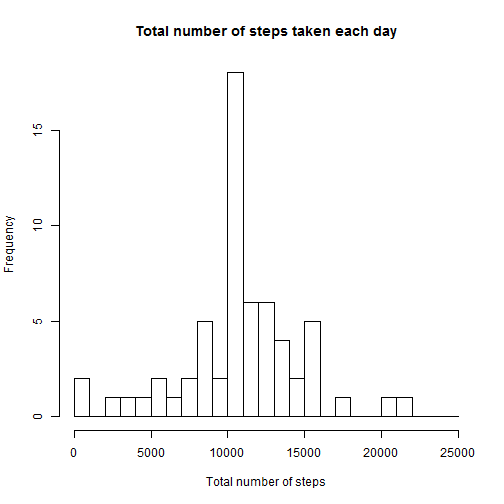 Total number of steps taken each day
Frequency
15
10
5
0
0 5000 10000 15000 20000 25000
Total number of steps